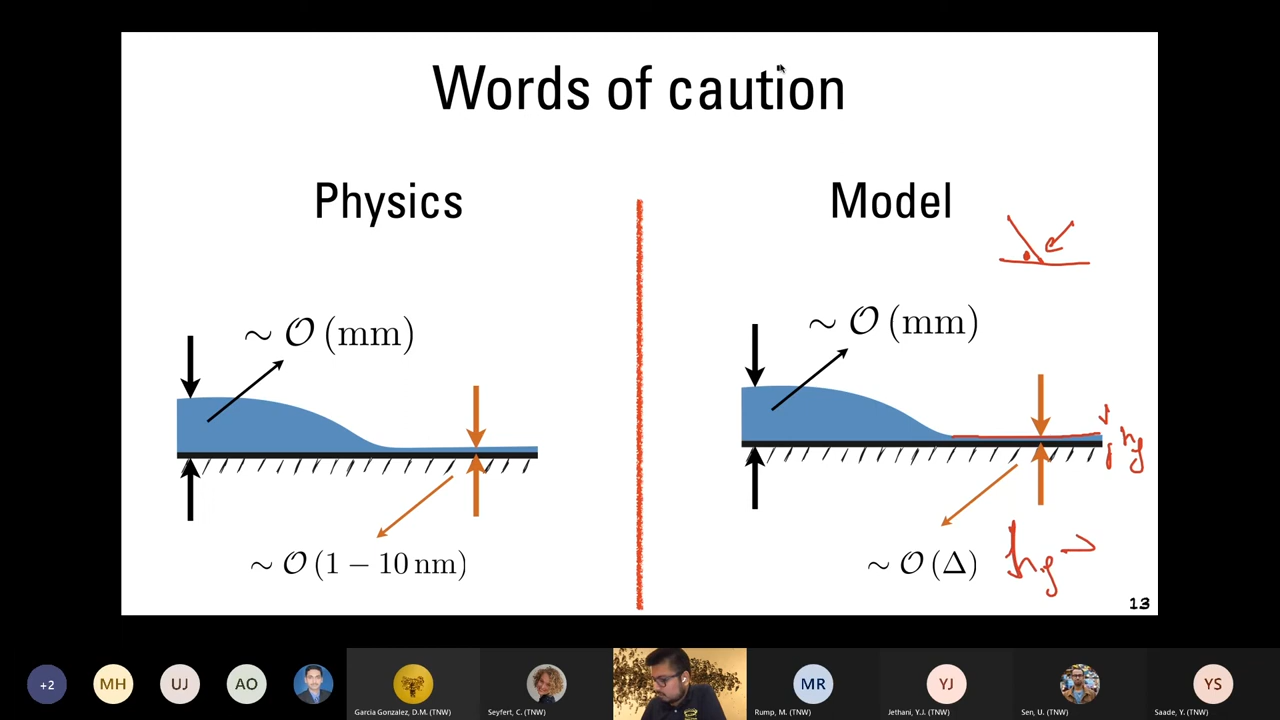 Words of caution
Physics
Model
∼ O (mm)
∼ O (mm)
∼ O (1 − 10 nm)
∼ O (Δ)
13
+2
MH
UJ
AO
MR
YJ
YS
Garcia Gonzalez, D.M. (TNW)
Seyfert, C. (TNW)
Rump, M. (TNW)
Jethani, Y.J. (TNW)
Sen, U. (TNW)
Saade, Y. (TNW)